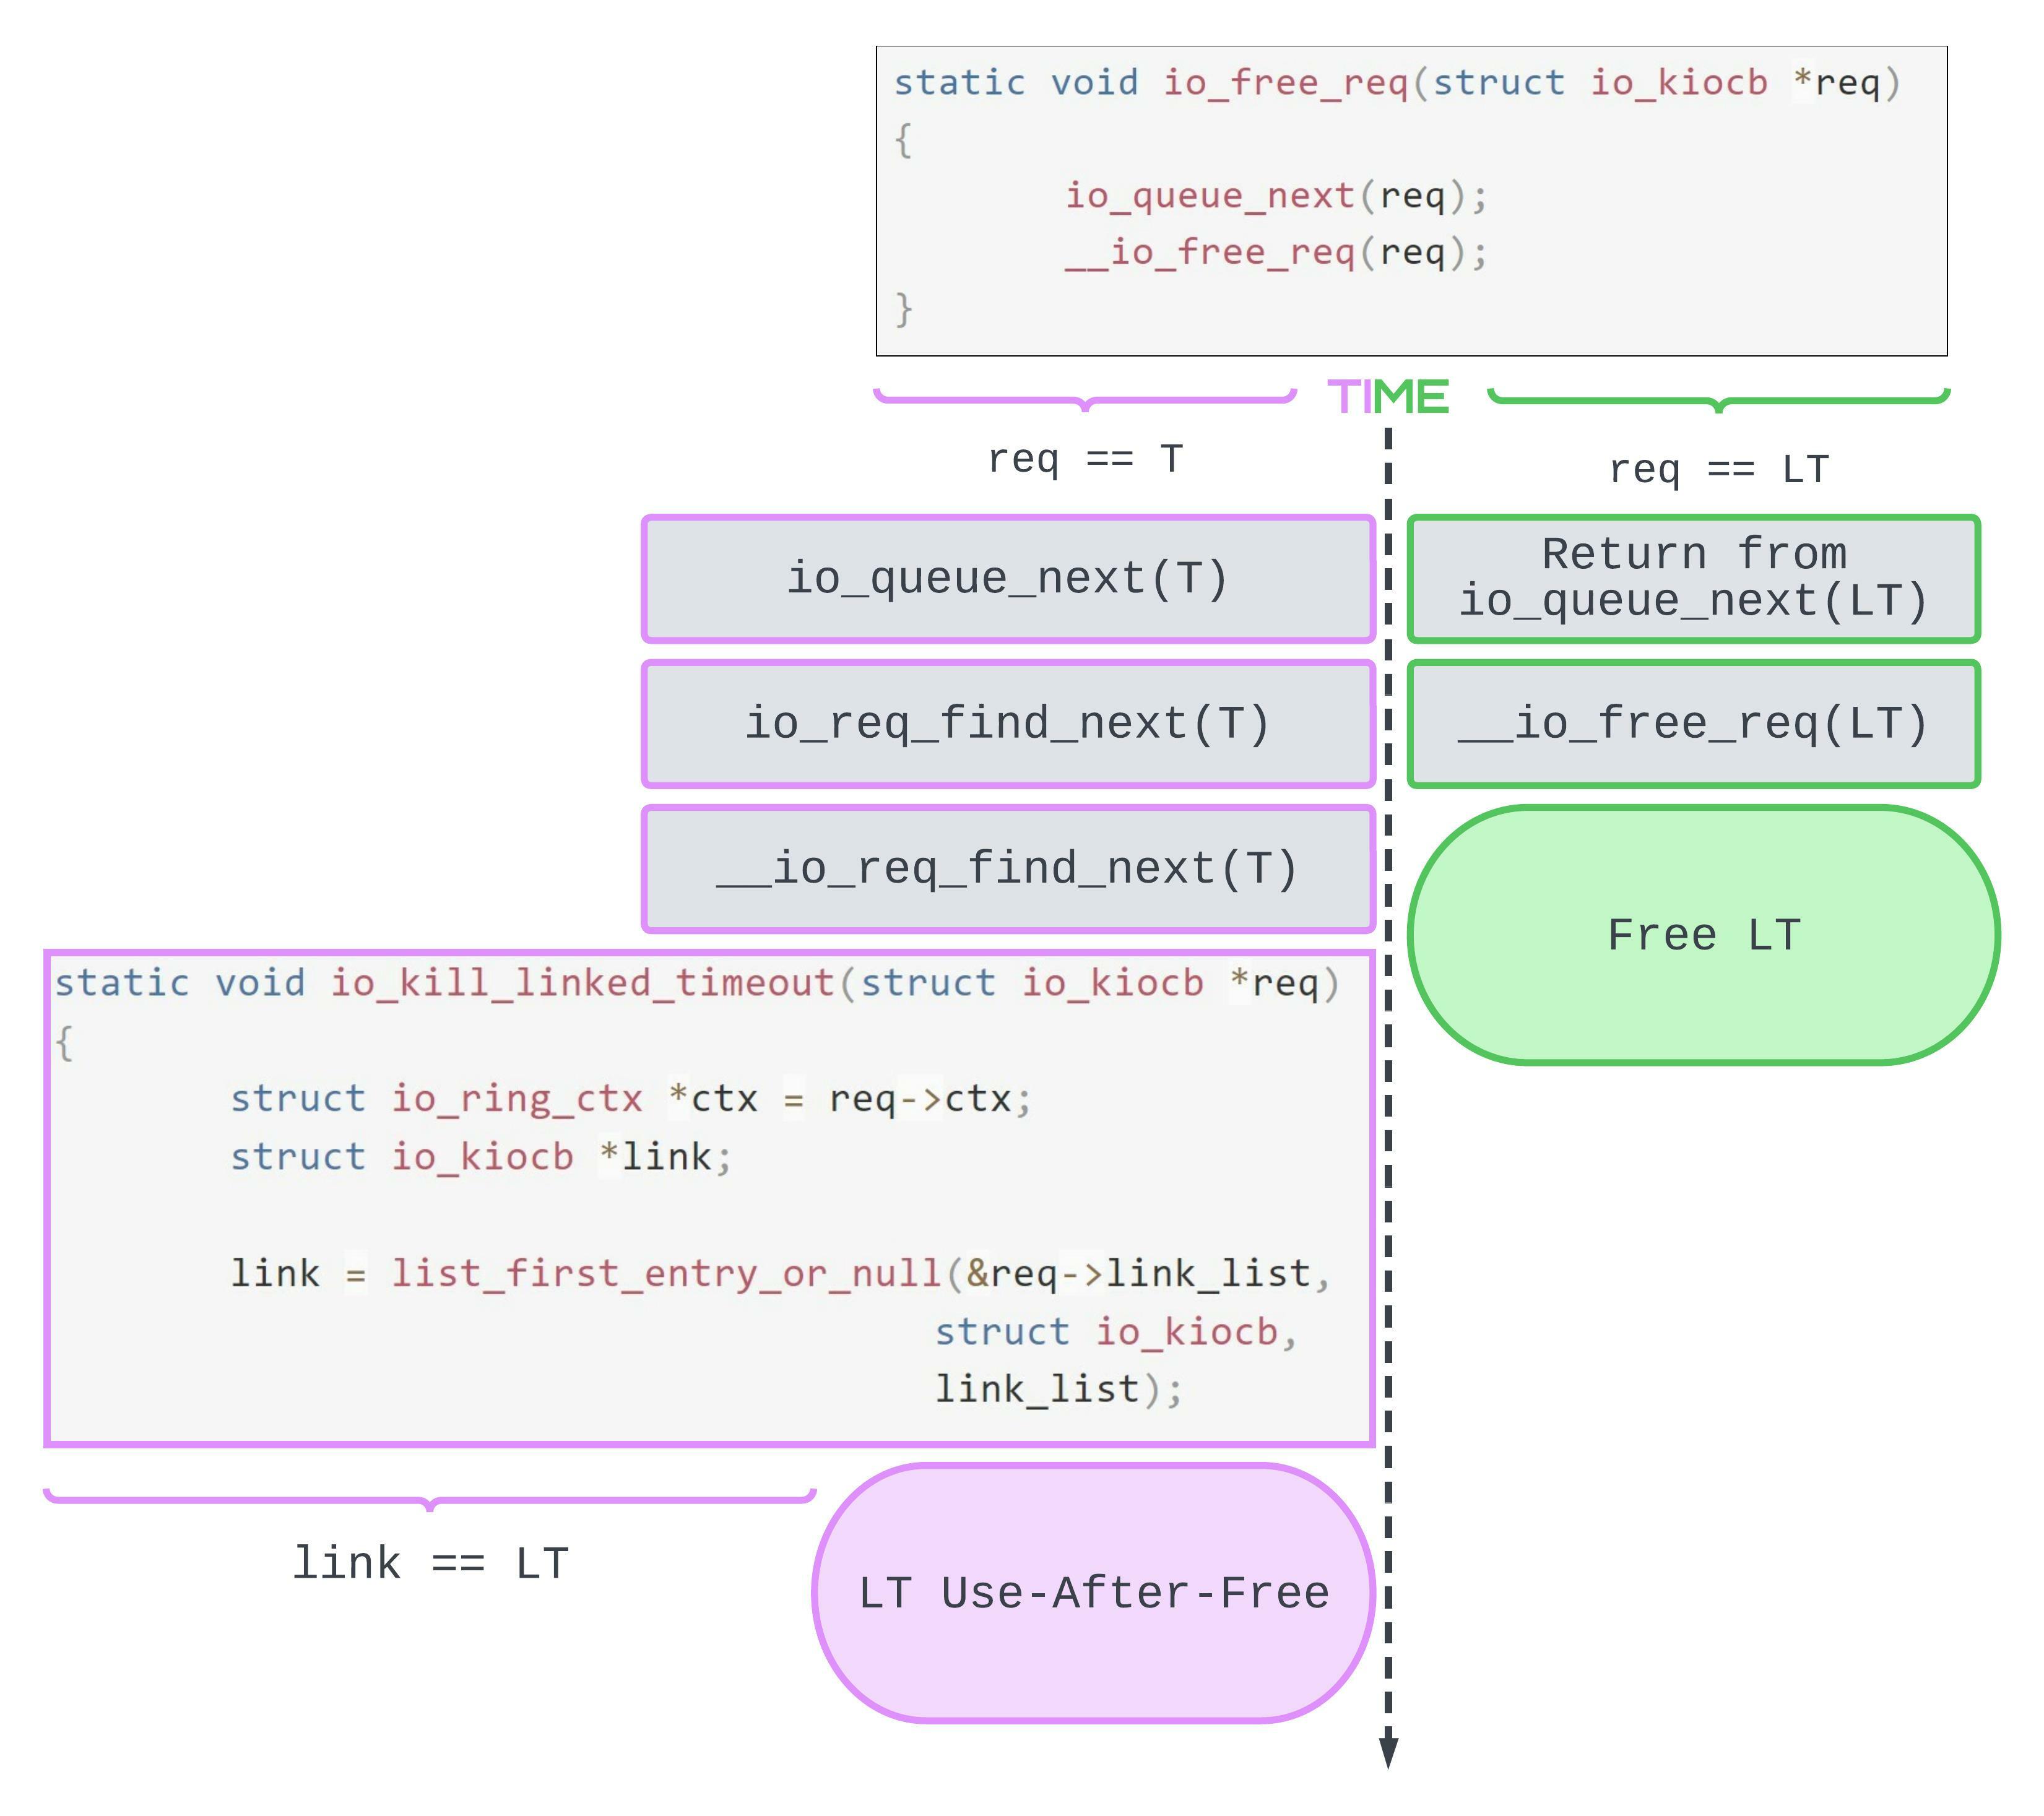 static void io_free_req(struct io_kiocb *req)
{
io_queue_next(req);
__io_free_req(req);
}
TIME
req == T
req == LT
io_queue_next(T)
Return from
io_queue_next(LT)
io_req_find_next(T)
__io_free_req(LT)
__io_req_find_next(T)
Free LT
static void io_kill_linked_timeout(struct io_kiocb *req)
{
struct io_ring_ctx *ctx = req->ctx;
struct io_kiocb *link;
link = list_first_entry_or_null(&req->link_list,
struct io_kiocb,
link_list);
link == LT
LT Use-After-Free